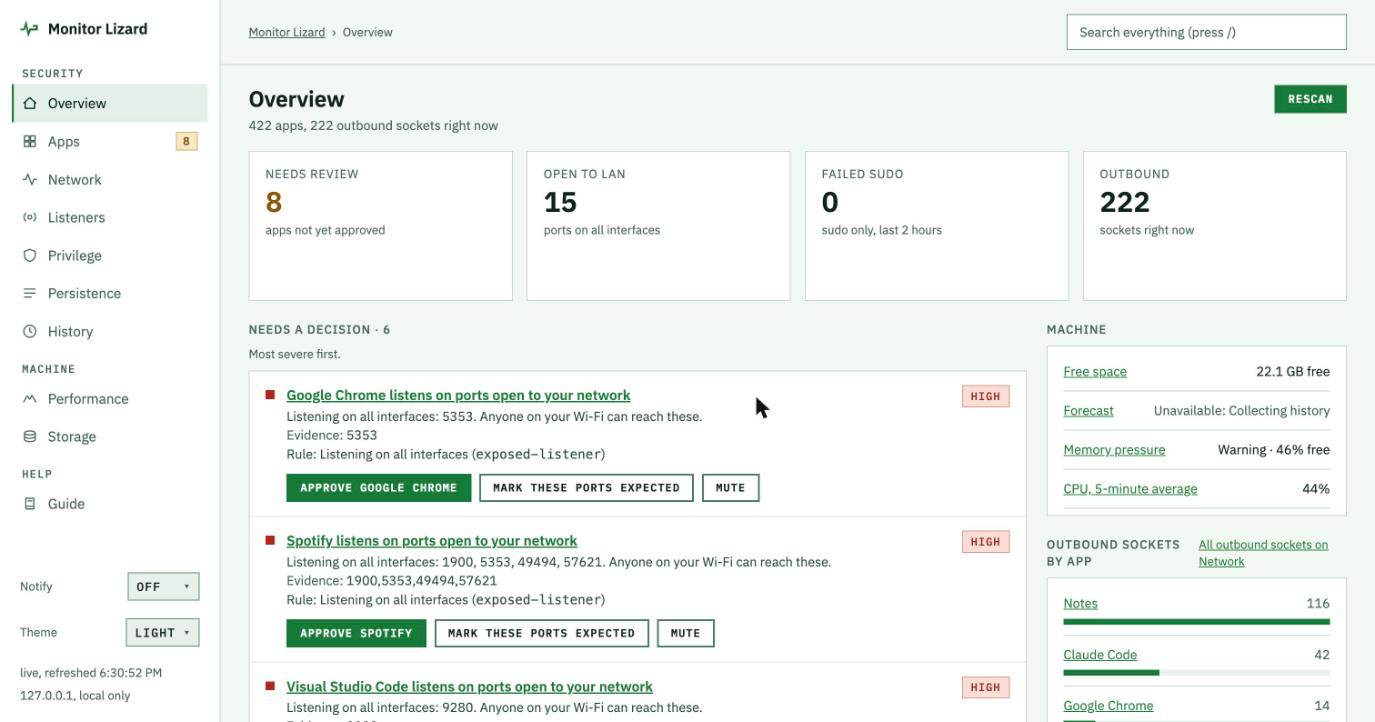 Monitor Lizard
SECURITY
Overview
Apps 8
Network
Listeners
Privilege
Persistence
History
MACHINE
Performance
Storage
HELP
Guide
Notify OFF
Theme LIGHT
live, refreshed 6:30:52 PM
127.0.0.1, local only
Monitor Lizard › Overview
Search everything (press /)
Overview
RESCAN
422 apps, 222 outbound sockets right now
NEEDS REVIEW
8
apps not yet approved
OPEN TO LAN
15
ports on all interfaces
FAILED SUDO
0
sudo only, last 2 hours
OUTBOUND
222
sockets right now
NEEDS A DECISION · 6
Most severe first.
Google Chrome listens on ports open to your network
HIGH
Listening on all interfaces: 5353. Anyone on your Wi-Fi can reach these.
Evidence: 5353
Rule: Listening on all interfaces (exposed-listener)
APPROVE GOOGLE CHROME MARK THESE PORTS EXPECTED MUTE
Spotify listens on ports open to your network
HIGH
Listening on all interfaces: 1900, 5353, 49494, 57621. Anyone on your Wi-Fi can reach these.
Evidence: 1900,5353,49494,57621
Rule: Listening on all interfaces (exposed-listener)
APPROVE SPOTIFY MARK THESE PORTS EXPECTED MUTE
Visual Studio Code listens on ports open to your network
HIGH
Listening on all interfaces: 9280. Anyone on your Wi-Fi can reach these.
MACHINE
Free space 22.1 GB free
Forecast Unavailable: Collecting history
Memory pressure Warning · 46% free
CPU, 5-minute average 44%
OUTBOUND SOCKETS
BY APP
All outbound sockets on
Network
Notes 116
Claude Code 42
Google Chrome 14